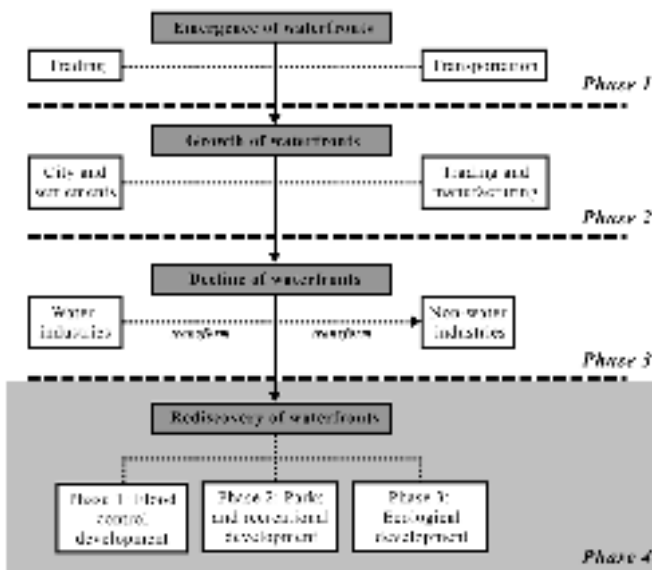 Emergence of waterfronts
Trading
Transportation
Phase 1
Growth of waterfronts
City and
settlements
Trading and
manufacturing
Phase 2
Decline of waterfronts
Water
industries
transform
transform
Non-water
industries
Phase 3
Rediscovery of waterfronts
Phase 1: Flood
control
development
Phase 2: Parks
and recreational
development
Phase 3:
Ecological
development
Phase 4